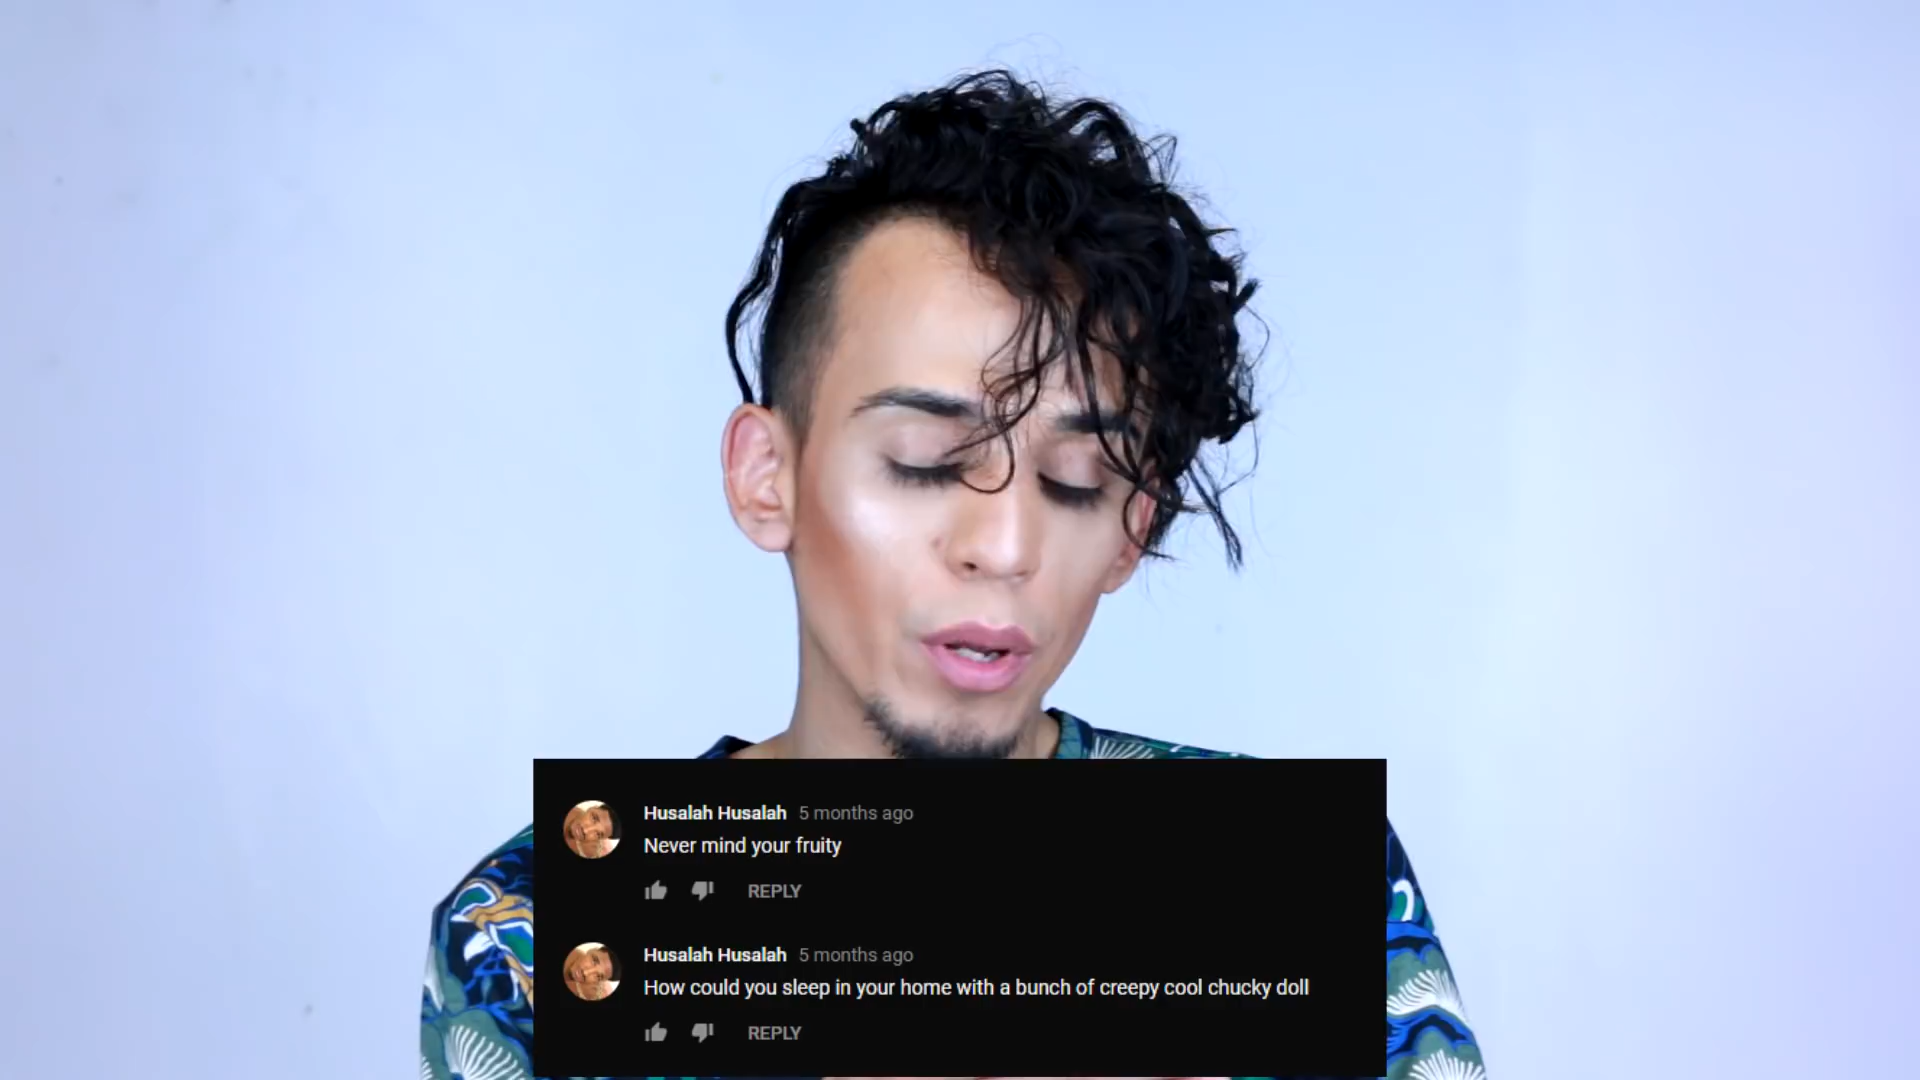 Husalah Husalah 5 months ago
Never mind your fruity
REPLY
Husalah Husalah 5 months ago
How could you sleep in your home with a bunch of creepy cool chucky doll
REPLY